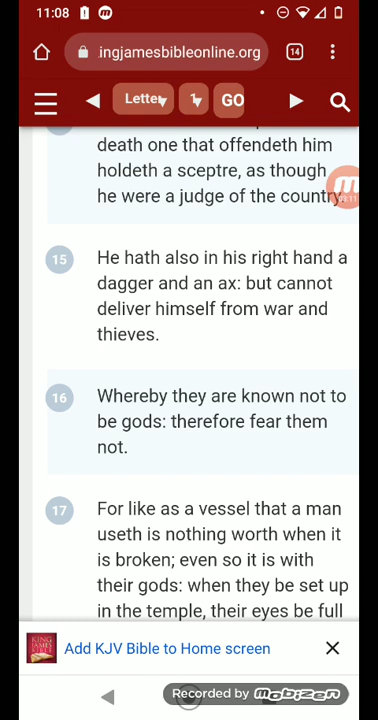 11:08
ingjamesbibleonline.org
14
Letter 1 GO
death one that offendeth him
holdeth a sceptre, as though
he were a judge of the country.
15 He hath also in his right hand a
dagger and an ax: but cannot
deliver himself from war and
thieves.
16 Whereby they are known not to
be gods: therefore fear them
not.
17 For like as a vessel that a man
useth is nothing worth when it
is broken; even so it is with
their gods: when they be set up
in the temple, their eyes be full
KING JAMES BIBLE
Add KJV Bible to Home screen
Recorded by mobizen